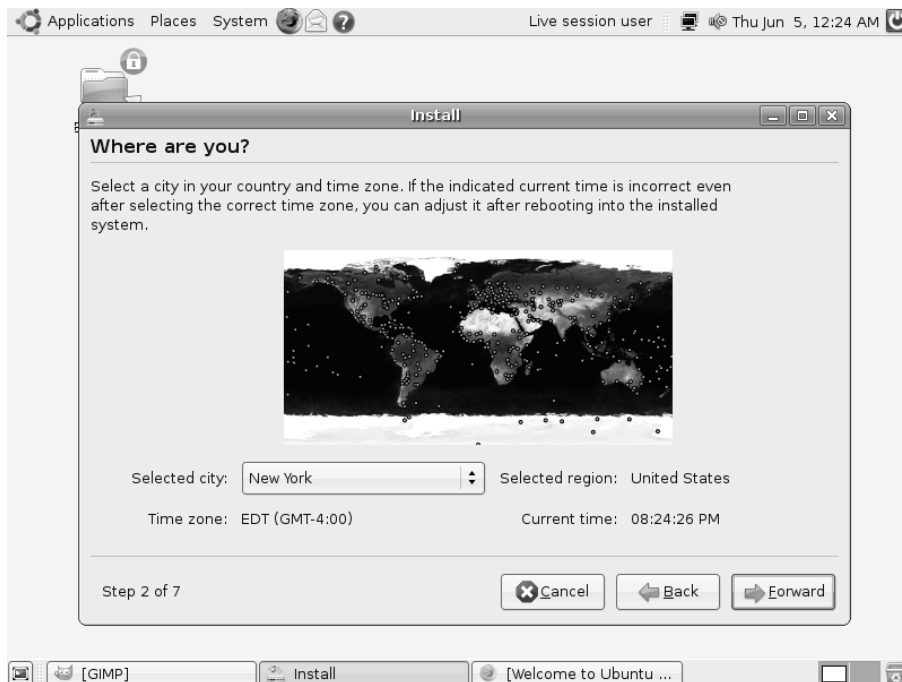 Applications Places System Live session user Thu Jun 5, 12:24 AM
Install
Where are you?
Select a city in your country and time zone. If the indicated current time is incorrect even
after selecting the correct time zone, you can adjust it after rebooting into the installed
system.
Selected city: New York Selected region: United States
Time zone: EDT (GMT-4:00) Current time: 08:24:26 PM
Step 2 of 7 Cancel Back Forward
[GIMP] Install [Welcome to Ubuntu ...